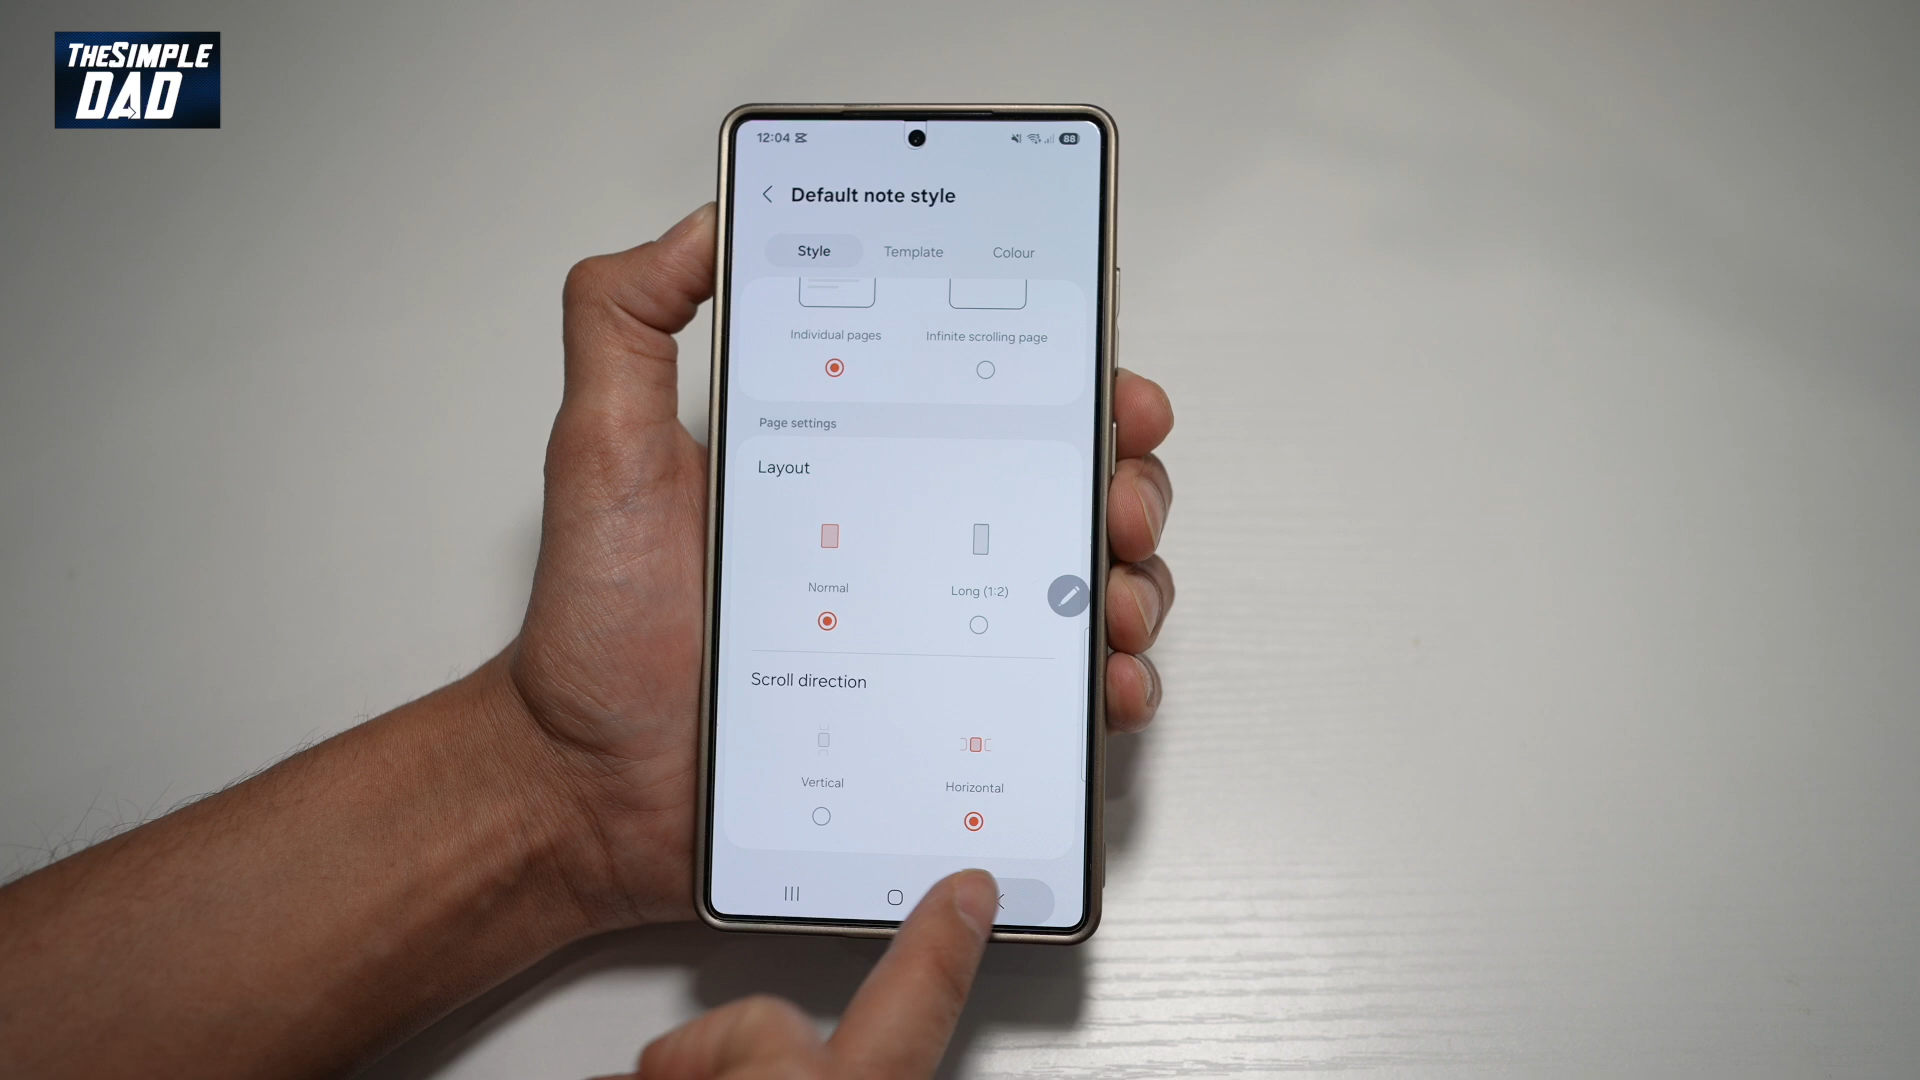 THESIMPLE
DAD
12:04
88
Default note style
Style Template Colour
Individual pages Infinite scrolling page
Page settings
Layout
Normal Long (1:2)
Scroll direction
Vertical Horizontal